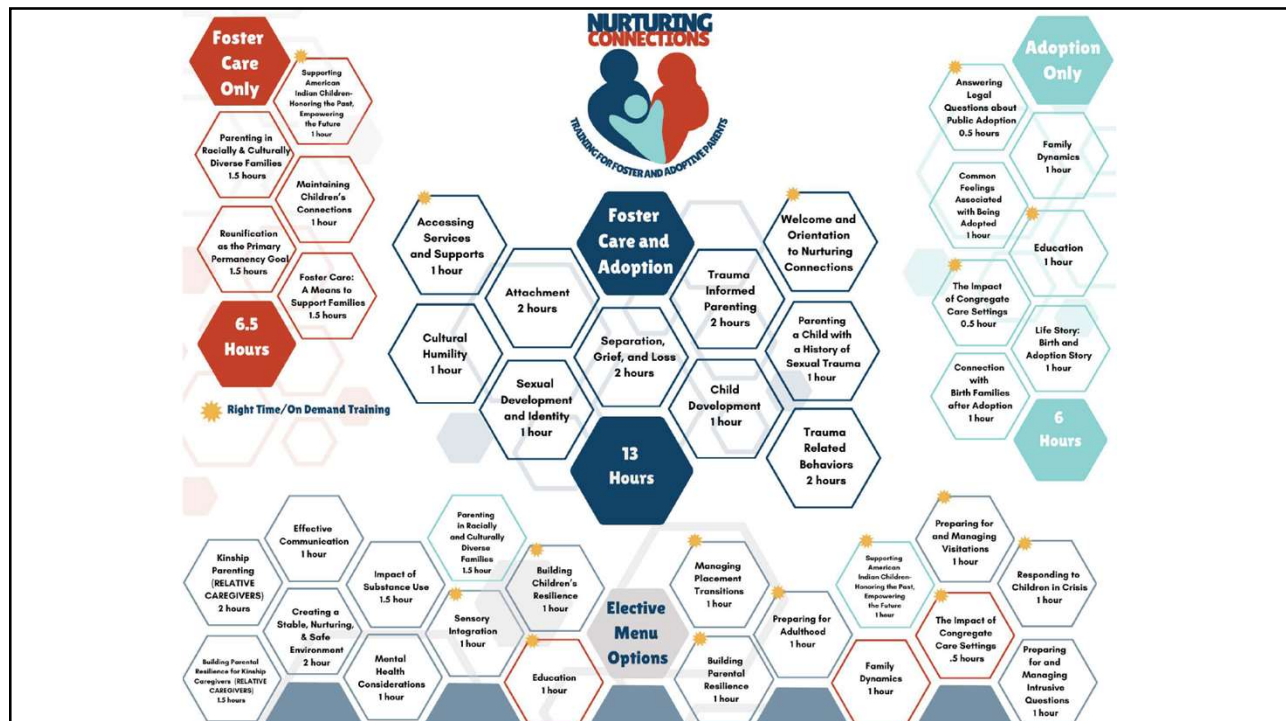 NURTURING
CONNECTIONS
TRAINING FOR FOSTER AND ADOPTIVE PARENTS
Foster
Care
Only
Supporting
American
Indian Children-
Honoring the Past,
Empowering
the Future
1 hour
Parenting in
Racially & Culturally
Diverse Families
1.5 hours
Maintaining
Children's
Connections
1 hour
Reunification
as the Primary
Permanency Goal
1.5 hours
Foster Care:
A Means to
Support Families
1.5 hours
6.5
Hours
Right Time/On Demand Training
Foster
Care and
Adoption
Accessing
Services
and Supports
1 hour
Attachment
2 hours
Cultural
Humility
1 hour
Sexual
Development
and Identity
1 hour
Separation,
Grief, and Loss
2 hours
Trauma
Informed
Parenting
2 hours
Welcome and
Orientation
to Nurturing
Connections
Parenting
a Child with
a History of
Sexual Trauma
1 hour
Child
Development
1 hour
Trauma
Related
Behaviors
2 hours
13
Hours
Adoption
Only
Answering
Legal
Questions about
Public Adoption
0.5 hours
Family
Dynamics
1 hour
Common
Feelings
Associated
with Being
Adopted
1 hour
Education
1 hour
The Impact
of Congregate
Care Settings
0.5 hour
Life Story:
Birth and
Adoption Story
1 hour
Connection
with
Birth Families
after Adoption
1 hour
6
Hours
Effective
Communication
1 hour
Kinship
Parenting
(RELATIVE
CAREGIVERS)
2 hours
Impact of
Substance Use
1.5 hour
Parenting
in Racially
and Culturally
Diverse
Families
1.5 hour
Building
Children's
Resilience
1 hour
Creating a
Stable, Nurturing,
& Safe
Environment
2 hour
Sensory
Integration
1 hour
Building Parental
Resilience for Kinship
Caregivers (RELATIVE
CAREGIVERS)
1.5 hours
Mental
Health
Considerations
1 hour
Education
1 hour
Elective
Menu
Options
Managing
Placement
Transitions
1 hour
Preparing for
Adulthood
1 hour
Building
Parental
Resilience
1 hour
Supporting
American
Indian Children-
Honoring the Past,
Empowering
the Future
1 hour
Preparing for
and Managing
Visitations
1 hour
Responding to
Children in Crisis
1 hour
The Impact of
Congregate
Care Settings
.5 hours
Family
Dynamics
1 hour
Preparing
for and
Managing
Intrusive
Questions
1 hour